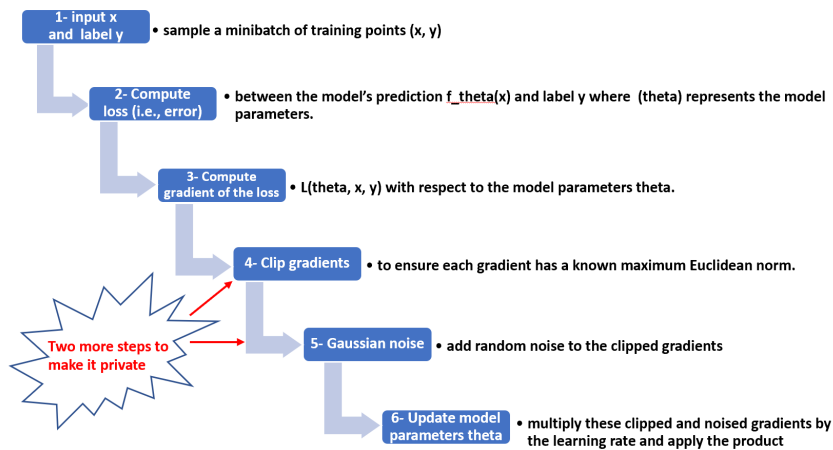 1- input x
and label y
• sample a minibatch of training points (x, y)
2- Compute
loss (i.e., error)
• between the model's prediction f_theta(x) and label y where (theta) represents the model
parameters.
3- Compute
gradient of the loss
• L(theta, x, y) with respect to the model parameters theta.
4- Clip gradients
• to ensure each gradient has a known maximum Euclidean norm.
Two more steps to
make it private
5- Gaussian noise
• add random noise to the clipped gradients
6- Update model
parameters theta
• multiply these clipped and noised gradients by
the learning rate and apply the product